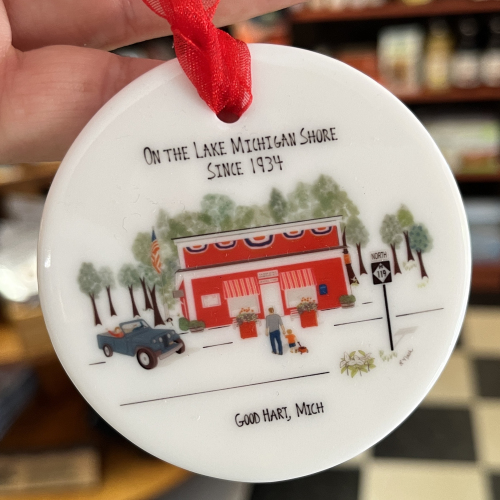 On the Lake Michigan Shore
Since 1934
North
M
119
Good Hart, Mich